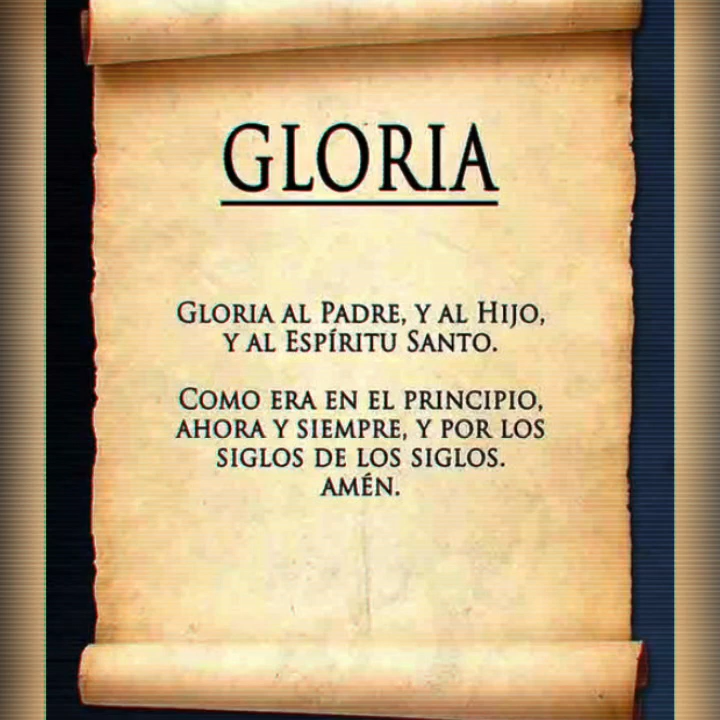 GLORIA
GLORIA AL PADRE, Y AL HIJO,
Y AL ESPÍRITU SANTO.
COMO ERA EN EL PRINCIPIO,
AHORA Y SIEMPRE, Y POR LOS
SIGLOS DE LOS SIGLOS.
AMÉN.